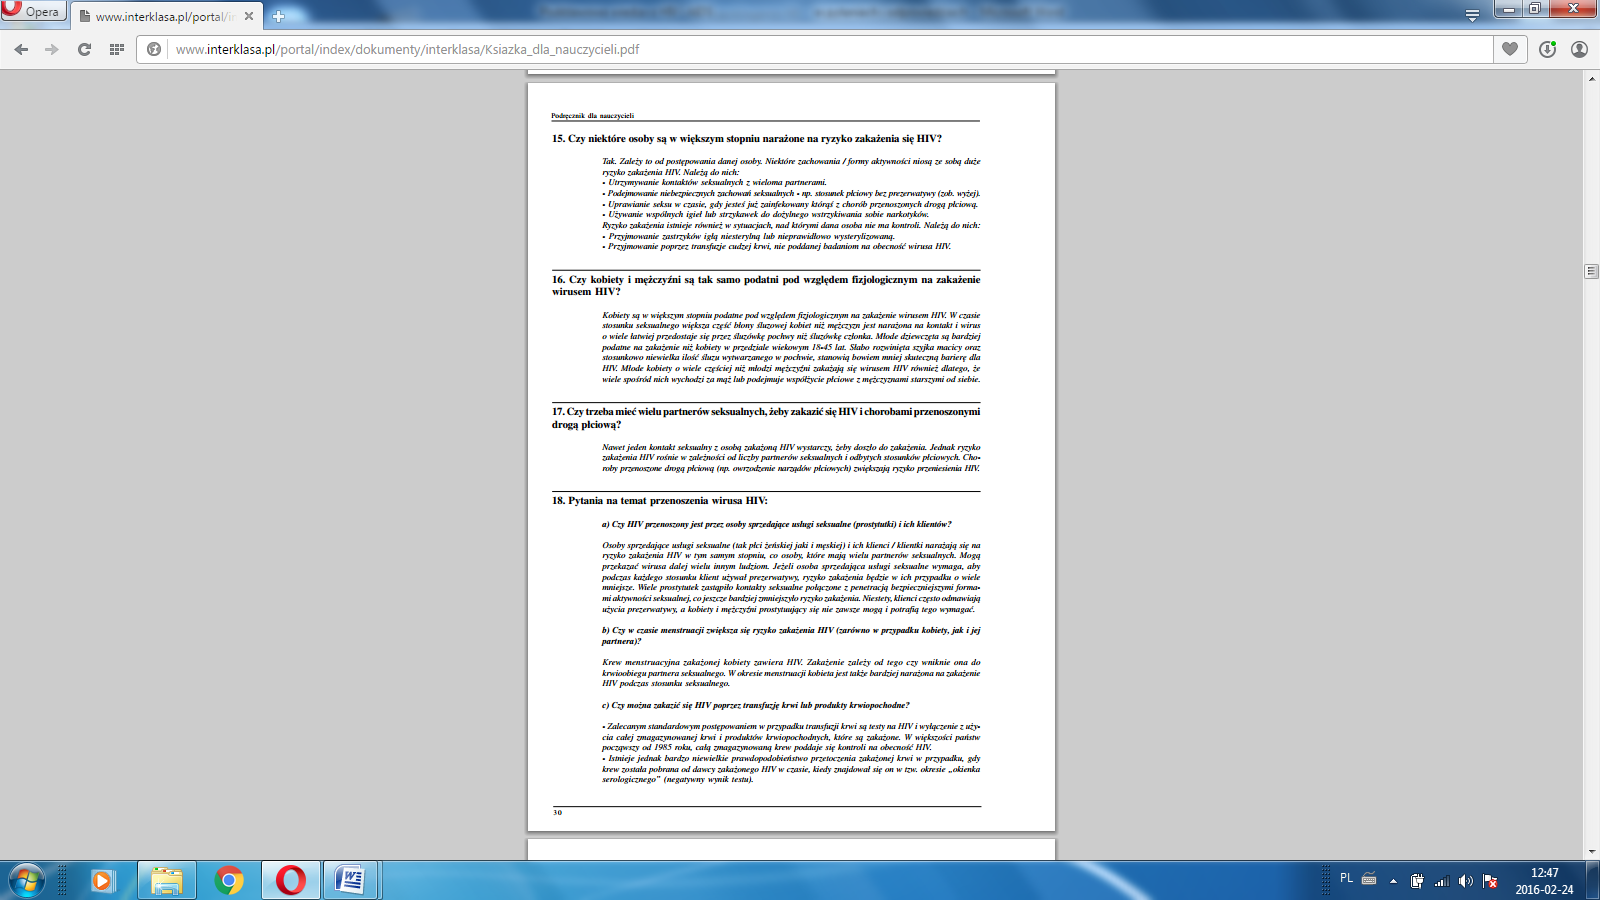 Opera
www.interklasa.pl/portal/i
www.interklasa.pl/portal/index/dokumenty/interklasa/Ksiazka_dla_nauczycieli.pdf
Podręcznik dla nauczycieli
15. Czy niektóre osoby są w większym stopniu narażone na ryzyko zakażenia się HIV?
Tak. Zależy to od postępowania danej osoby. Niektóre zachowania / formy aktywności niosą ze sobą duże
ryzyko zakażenia HIV. Należą do nich:
- Utrzymywanie kontaktów seksualnych z wieloma partnerami.
- Podejmowanie niebezpiecznych zachowań seksualnych - np. stosunek płciowy bez prezerwatywy (zob. wyżej).
- Uprawianie seksu w czasie, gdy jesteś już zainfekowany którąś z chorób przenoszonych drogą płciową.
- Używanie wspólnych igieł lub strzykawek do dożylnego wstrzykiwania sobie narkotyków.
Ryzyko zakażenia istnieje również w sytuacjach, nad którymi dana osoba nie ma kontroli. Należą do nich:
- Przyjmowanie zastrzyków igłą niesterylną lub nieprawidłowo wysterylizowaną.
- Przyjmowanie poprzez transfuzje cudzej krwi, nie poddanej badaniom na obecność wirusa HIV.
16. Czy kobiety i mężczyźni są tak samo podatni pod względem fizjologicznym na zakażenie
wirusem HIV?
Kobiety są w większym stopniu podatne pod względem fizjologicznym na zakażenie wirusem HIV. W czasie
stosunku seksualnego większa część błony śluzowej kobiet niż mężczyzn jest narażona na kontakt i wirus
o wiele łatwiej przedostaje się przez śluzówkę pochwy niż śluzówkę członka. Młode dziewczęta są bardziej
podatne na zakażenie niż kobiety w przedziale wiekowym 18-45 lat. Słabo rozwinięta szyjka macicy oraz
stosunkowo niewielka ilość śluzu wytwarzanego w pochwie, stanowią bowiem mniej skuteczną barierę dla
HIV. Młode kobiety o wiele częściej niż młodzi mężczyźni zakażają się wirusem HIV również dlatego, że
wiele spośród nich wychodzi za mąż lub podejmuje współżycie płciowe z mężczyznami starszymi od siebie.
17. Czy trzeba mieć wielu partnerów seksualnych, żeby zakazić się HIV i chorobami przenoszonymi
drogą płciową?
Nawet jeden kontakt seksualny z osobą zakażoną HIV wystarczy, żeby doszło do zakażenia. Jednak ryzyko
zakażenia HIV rośnie w zależności od liczby partnerów seksualnych i odbytych stosunków płciowych. Cho-
roby przenoszone drogą płciową (np. owrzodzenie narządów płciowych) zwiększają ryzyko przeniesienia HIV.
18. Pytania na temat przenoszenia wirusa HIV:
a) Czy HIV przenoszony jest przez osoby sprzedające usługi seksualne (prostytutki) i ich klientów?
Osoby sprzedające usługi seksualne (tak płci żeńskiej jaki i męskiej) i ich klienci / klientki narażają się na
ryzyko zakażenia HIV w tym samym stopniu, co osoby, które mają wielu partnerów seksualnych. Mogą
przekazać wirusa dalej wielu innym ludziom. Jeżeli osoba sprzedająca usługi seksualne wymaga, aby
podczas każdego stosunku klient używał prezerwatywy, ryzyko zakażenia będzie w ich przypadku o wiele
mniejsze. Wiele prostytutek zastąpiło kontakty seksualne połączone z penetracją bezpieczniejszymi forma-
mi aktywności seksualnej, co jeszcze bardziej zmniejszyło ryzyko zakażenia. Niestety, klienci często odmawiają
użycia prezerwatywy, a kobiety i mężczyźni prostytuujący się nie zawsze mogą i potrafią tego wymagać.
b) Czy w czasie menstruacji zwiększa się ryzyko zakażenia HIV (zarówno w przypadku kobiety, jak i jej
partnera)?
Krew menstruacyjna zakażonej kobiety zawiera HIV. Zakażenie zależy od tego czy wniknie ona do
krwioobiegu partnera seksualnego. W okresie menstruacji kobieta jest także bardziej narażona na zakażenie
HIV podczas stosunku seksualnego.
c) Czy można zakazić się HIV poprzez transfuzję krwi lub produkty krwiopochodne?
- Zalecanym standardowym postępowaniem w przypadku transfuzji krwi są testy na HIV i wyłączenie z uży-
cia całej zmagazynowanej krwi i produktów krwiopochodnych, które są zakażone. W większości państw
począwszy od 1985 roku, całą zmagazynowaną krew poddaje się kontroli na obecność HIV.
- Istnieje jednak bardzo niewielkie prawdopodobieństwo przetoczenia zakażonej krwi w przypadku, gdy
krew została pobrana od dawcy zakażonego HIV w czasie, kiedy znajdował się on w tzw. okresie „okienka
serologicznego" (negatywny wynik testu).
30
PL
12:47
2016-02-24